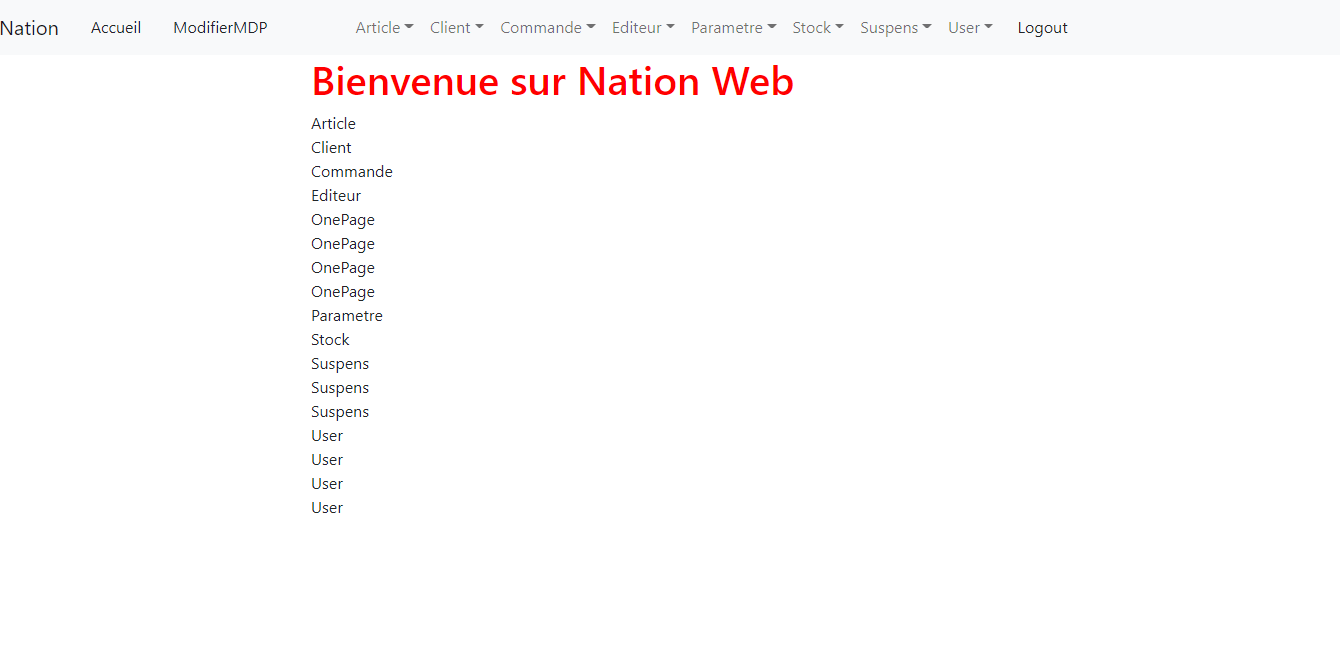 Nation Accueil ModifierMDP Article Client Commande Editeur Parametre Stock Suspens User Logout
Bienvenue sur Nation Web
Article
Client
Commande
Editeur
OnePage
OnePage
OnePage
OnePage
Parametre
Stock
Suspens
Suspens
Suspens
User
User
User
User